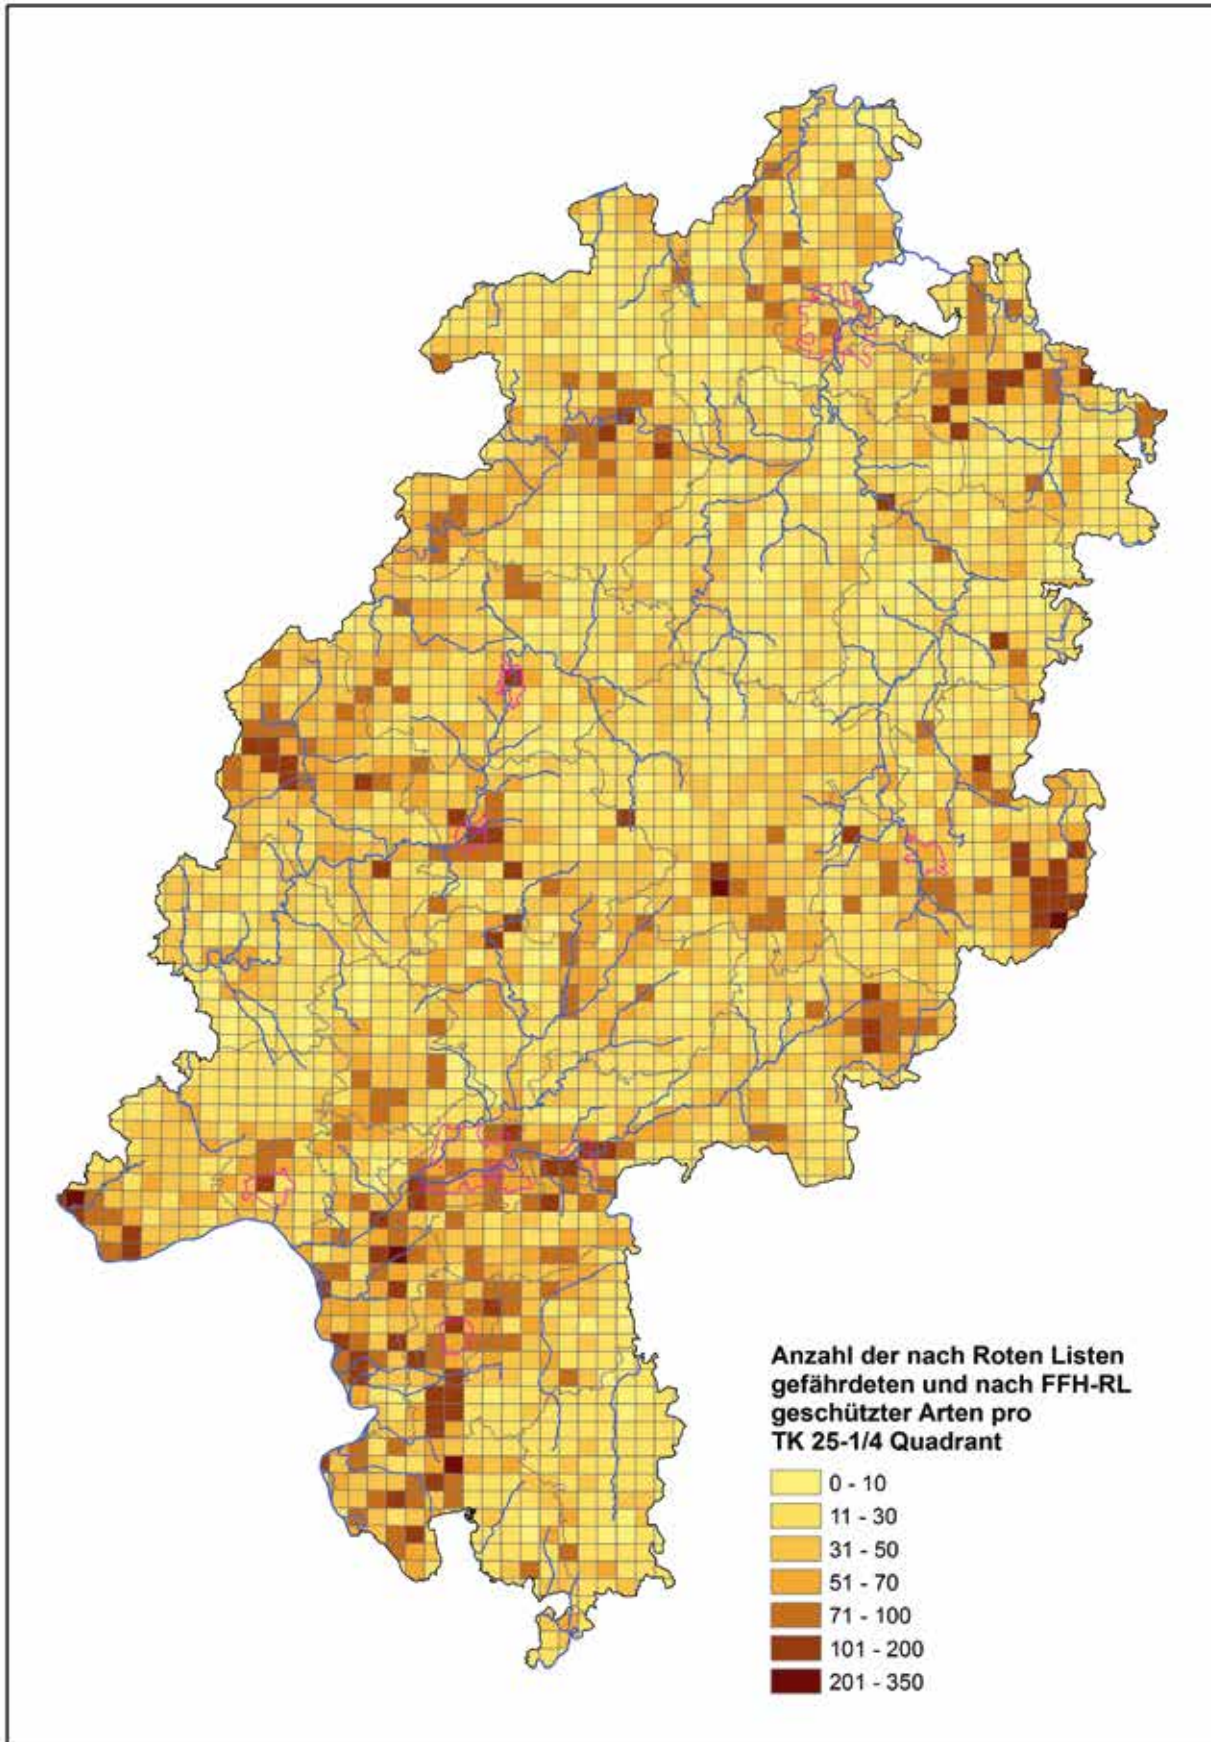 Anzahl der nach Roten Listen
gefährdeten und nach FFH-RL
geschützter Arten pro
TK 25-1/4 Quadrant
0 - 10
11 - 30
31 - 50
51 - 70
71 - 100
101 - 200
201 - 350